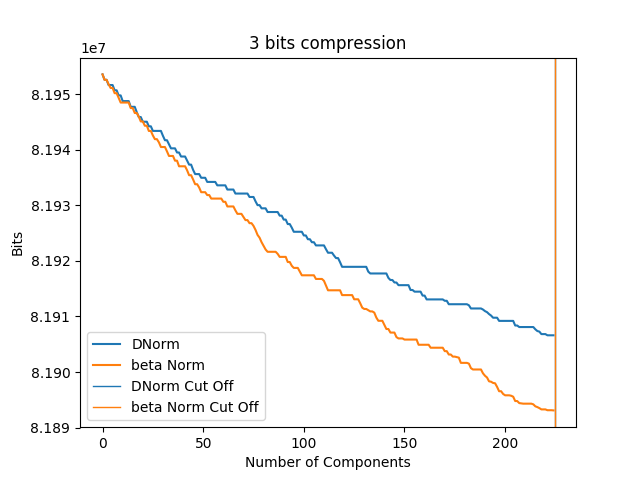 3 bits compression
1e7
8.195
8.194
8.193
8.192
8.191
8.190
8.189
Bits
DNorm
beta Norm
DNorm Cut Off
beta Norm Cut Off
0 50 100 150 200
Number of Components